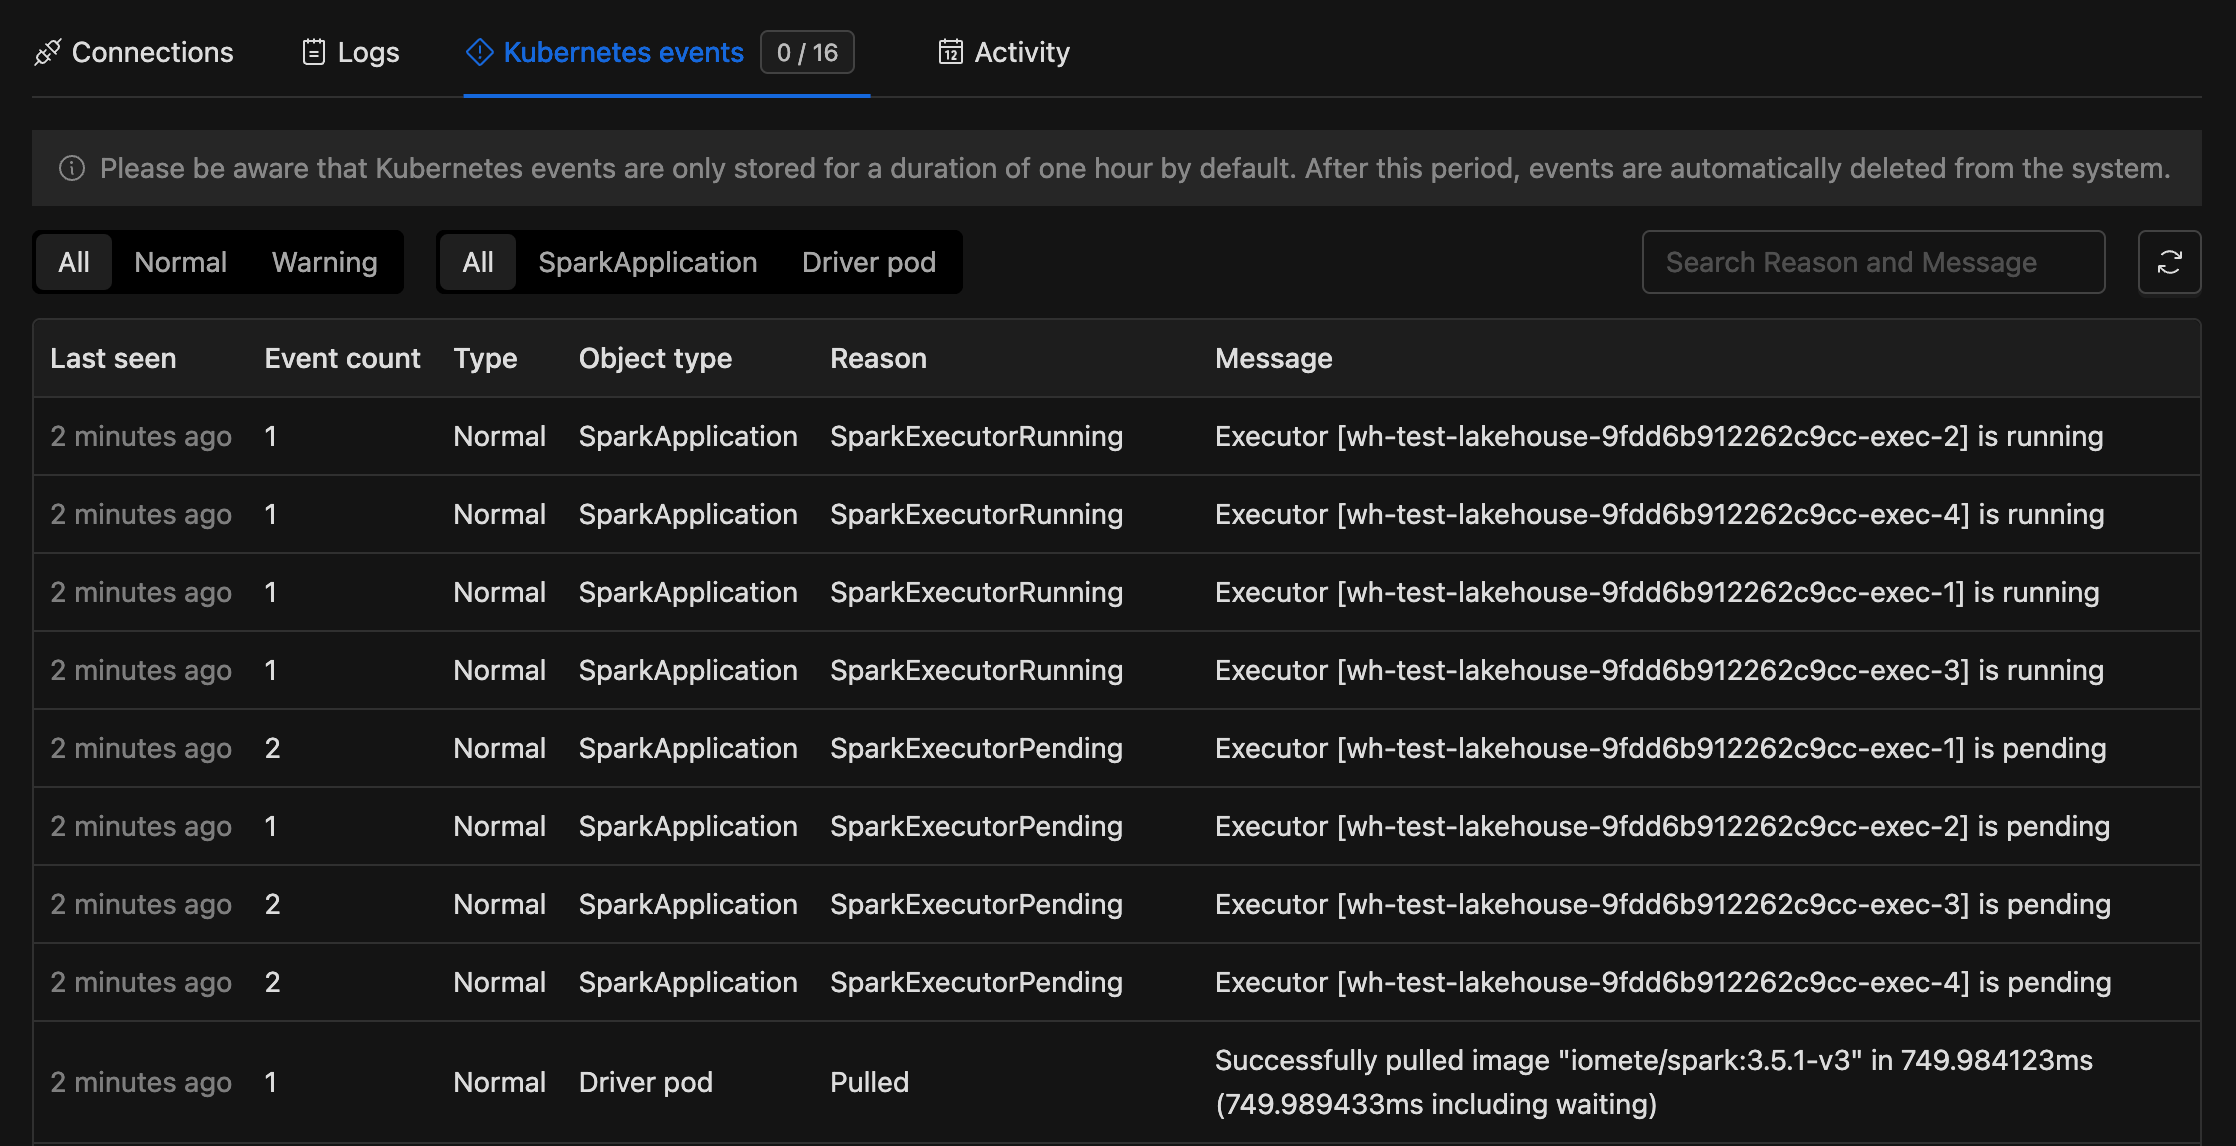 Connections Logs Kubernetes events 0 / 16 12 Activity
Please be aware that Kubernetes events are only stored for a duration of one hour by default. After this period, events are automatically deleted from the system.
All Normal Warning All SparkApplication Driver pod Search Reason and Message
Last seen Event count Type Object type Reason Message
2 minutes ago 1 Normal SparkApplication SparkExecutorRunning Executor [wh-test-lakehouse-9fdd6b912262c9cc-exec-2] is running
2 minutes ago 1 Normal SparkApplication SparkExecutorRunning Executor [wh-test-lakehouse-9fdd6b912262c9cc-exec-4] is running
2 minutes ago 1 Normal SparkApplication SparkExecutorRunning Executor [wh-test-lakehouse-9fdd6b912262c9cc-exec-1] is running
2 minutes ago 1 Normal SparkApplication SparkExecutorRunning Executor [wh-test-lakehouse-9fdd6b912262c9cc-exec-3] is running
2 minutes ago 2 Normal SparkApplication SparkExecutorPending Executor [wh-test-lakehouse-9fdd6b912262c9cc-exec-1] is pending
2 minutes ago 1 Normal SparkApplication SparkExecutorPending Executor [wh-test-lakehouse-9fdd6b912262c9cc-exec-2] is pending
2 minutes ago 2 Normal SparkApplication SparkExecutorPending Executor [wh-test-lakehouse-9fdd6b912262c9cc-exec-3] is pending
2 minutes ago 2 Normal SparkApplication SparkExecutorPending Executor [wh-test-lakehouse-9fdd6b912262c9cc-exec-4] is pending
2 minutes ago 1 Normal Driver pod Pulled Successfully pulled image "iomete/spark:3.5.1-v3" in 749.984123ms
(749.989433ms including waiting)